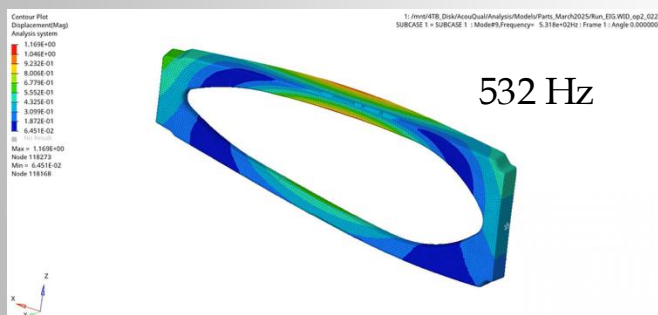 Contour Plot
Displacement(Mag)
Analysis system
1.169E+00
1.046E+00
9.232E-01
8.006E-01
6.779E-01
5.552E-01
4.325E-01
3.099E-01
1.872E-01
6.451E-02
No Result
Max = 1.169E+00
Node 118273
Min = 6.451E-02
Node 118168
1: /mnt/4TB_Disk/AcouQual/Analysis/Models/Parts_March2025/Run_EIG.WID_op2_022
SUBCASE 1 = SUBCASE 1 : Mode#9,Frequency= 5.318e+02Hz : Frame 1 : Angle 0.000000
532 Hz
Z
X
Y